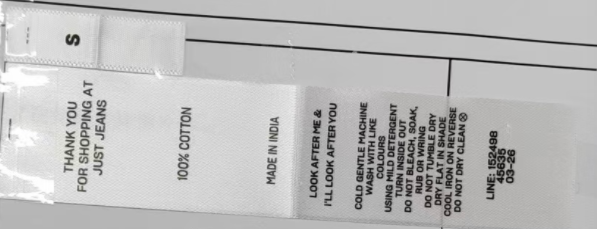 S
THANK YOU
FOR SHOPPING AT
JUST JEANS
100% COTTON
MADE IN INDIA
LOOK AFTER ME &
I'LL LOOK AFTER YOU
COLD GENTLE MACHINE
WASH WITH LIKE
COLOURS
USING MILD DETERGENT
TURN INSIDE OUT
DO NOT BLEACH, SOAK,
RUB OR WRING
DO NOT TUMBLE DRY
DRY FLAT IN SHADE
COOL IRON ON REVERSE
DO NOT DRY CLEAN ⓧ
LINE: 152498
45635
03-26